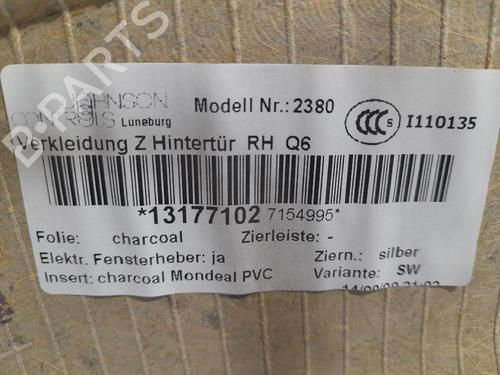 B-PARTS
JOHNSON
CONTROLS Luneburg
Modell Nr.: 2380
CCC I110135
Verkleidung Z Hintertür RH Q6
*13177102 7154995*
Folie: charcoal Zierleiste: -
Elektr. Fensterheber: ja Ziern.: silber
Insert: charcoal Mondeal PVC Variante: SW